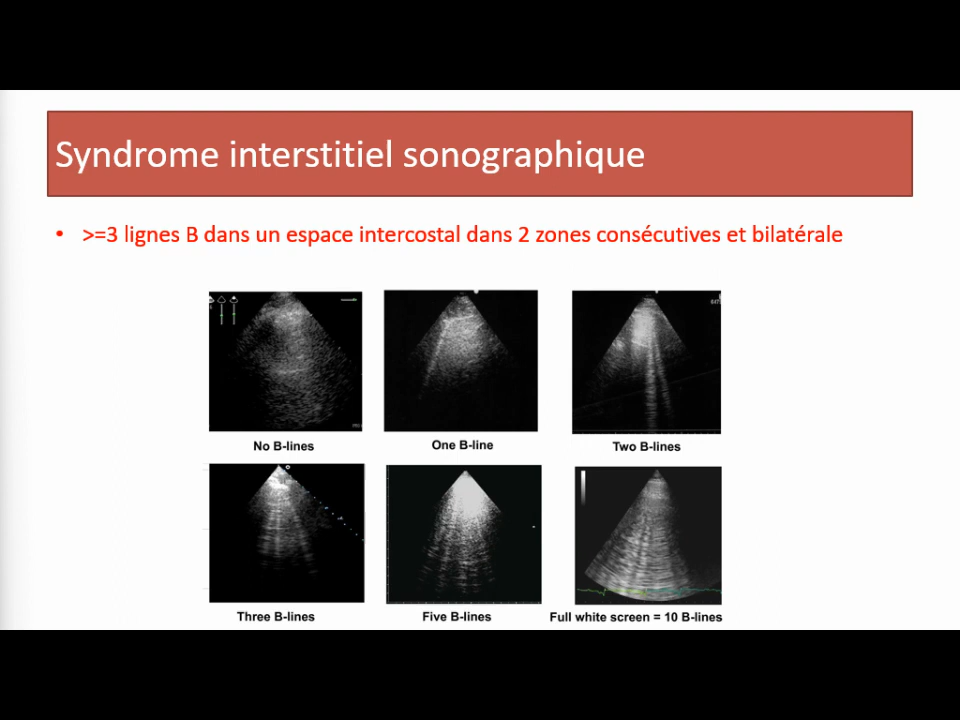 Syndrome interstitiel sonographique
• >=3 lignes B dans un espace intercostal dans 2 zones consécutives et bilatérale
No B-lines
One B-line
Two B-lines
Three B-lines
Five B-lines
Full white screen = 10 B-lines